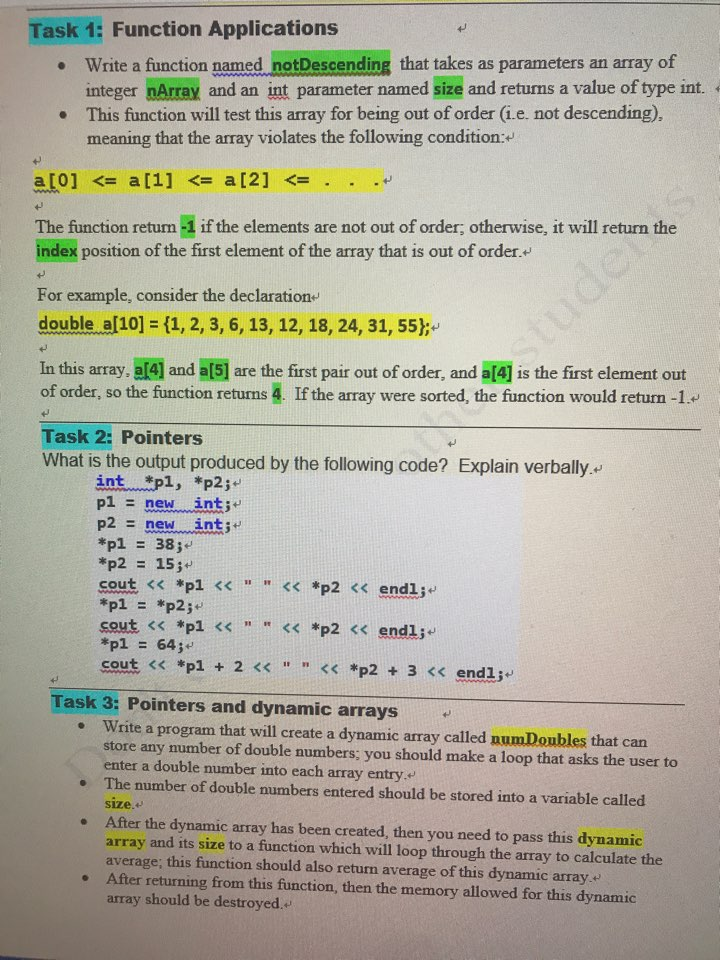 Task 1: Function Applications
• Write a function named notDescending that takes as parameters an array of
integer nArray and an int parameter named size and returns a value of type int.
• This function will test this array for being out of order (i.e. not descending),
meaning that the array violates the following condition:
a[0] <= a[1] <= a[2] <= . . .
The function return -1 if the elements are not out of order; otherwise, it will return the
index position of the first element of the array that is out of order.
For example, consider the declaration
double a[10] = {1, 2, 3, 6, 13, 12, 18, 24, 31, 55};
In this array, a[4] and a[5] are the first pair out of order, and a[4] is the first element out
of order, so the function returns 4. If the array were sorted, the function would return -1.
Task 2: Pointers
What is the output produced by the following code? Explain verbally.
int *p1, *p2;
p1 = new int;
p2 = new int;
*p1 = 38;
*p2 = 15;
cout << *p1 << " " << *p2 << endl;
*p1 = *p2;
cout << *p1 << " " << *p2 << endl;
*p1 = 64;
cout << *p1 + 2 << " " << *p2 + 3 << endl;
Task 3: Pointers and dynamic arrays
• Write a program that will create a dynamic array called numDoubles that can
store any number of double numbers; you should make a loop that asks the user to
enter a double number into each array entry.
• The number of double numbers entered should be stored into a variable called
size.
• After the dynamic array has been created, then you need to pass this dynamic
array and its size to a function which will loop through the array to calculate the
average; this function should also return average of this dynamic array.
• After returning from this function, then the memory allowed for this dynamic
array should be destroyed.
students